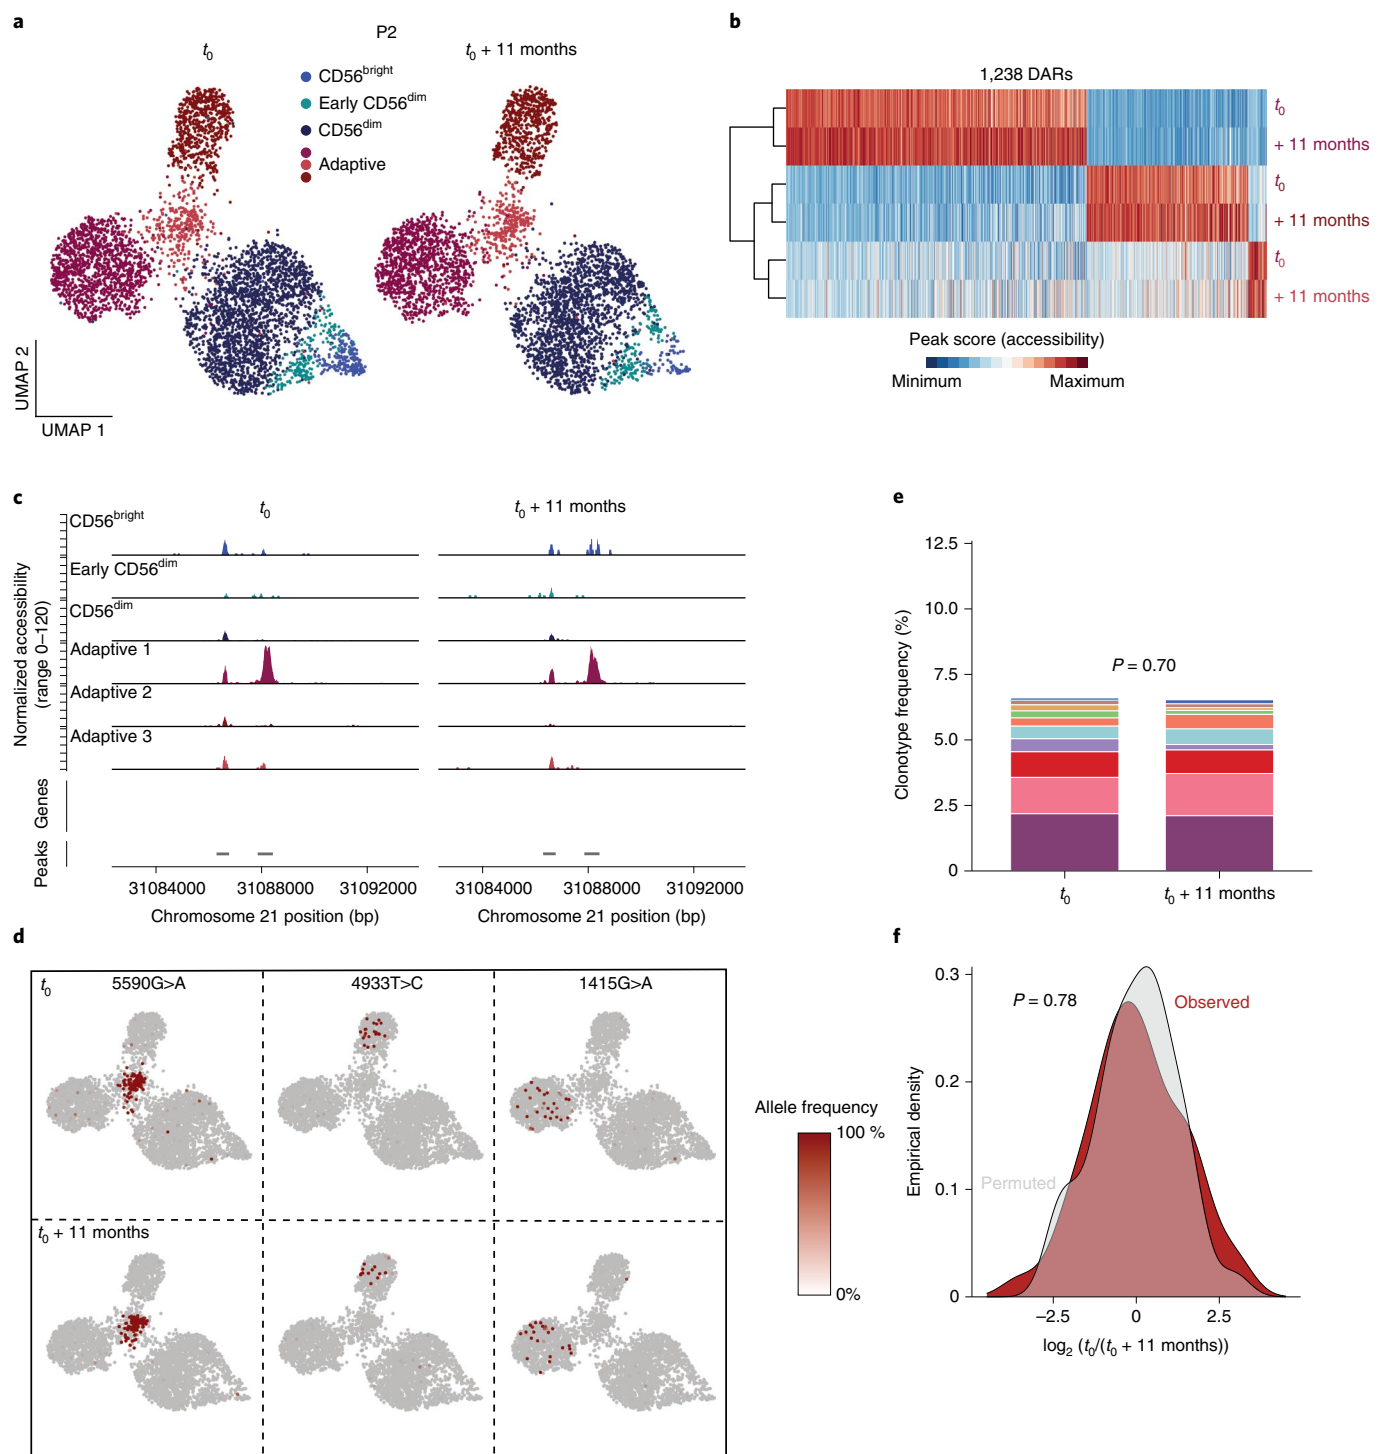 a
P2
t0
t0 + 11 months
CD56bright
Early CD56dim
CD56dim
Adaptive
UMAP 2
UMAP 1
b
1,238 DARs
t0
+ 11 months
t0
+ 11 months
t0
+ 11 months
Peak score (accessibility)
Minimum Maximum
c
t0
t0 + 11 months
Normalized accessibility
(range 0–120)
CD56bright
Early CD56dim
CD56dim
Adaptive 1
Adaptive 2
Adaptive 3
Genes
Peaks
31084000 31088000 31092000
31084000 31088000 31092000
Chromosome 21 position (bp)
Chromosome 21 position (bp)
d
t0
5590G>A
4933T>C
1415G>A
t0 + 11 months
Allele frequency
100 %
0%
e
Clonotype frequency (%)
12.5
10.0
7.5
5.0
2.5
0
P = 0.70
t0
t0 + 11 months
f
Empirical density
0.3
0.2
0.1
0
P = 0.78
Observed
Permuted
–2.5 0 2.5
log2 (t0/(t0 + 11 months))